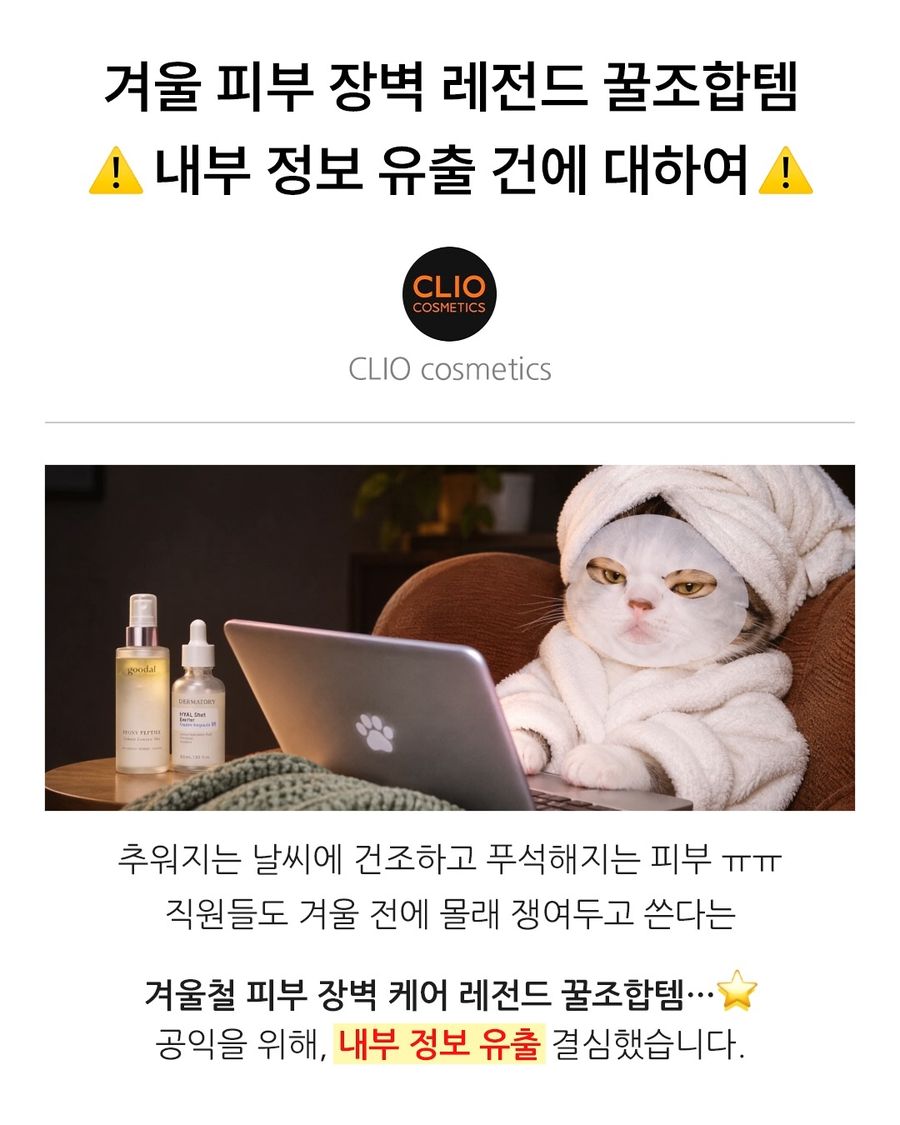 겨울 피부 장벽 레전드 꿀조합템
⚠️내부 정보 유출 건에 대하여⚠️
CLIO
COSMETICS
CLIO cosmetics
goodal
DERMATORY
추워지는 날씨에 건조하고 푸석해지는 피부 ㅠㅠ
직원들도 겨울 전에 몰래 쟁여두고 쓴다는
겨울철 피부 장벽 케어 레전드 꿀조합템…⭐
공익을 위해, 내부 정보 유출 결심했습니다.